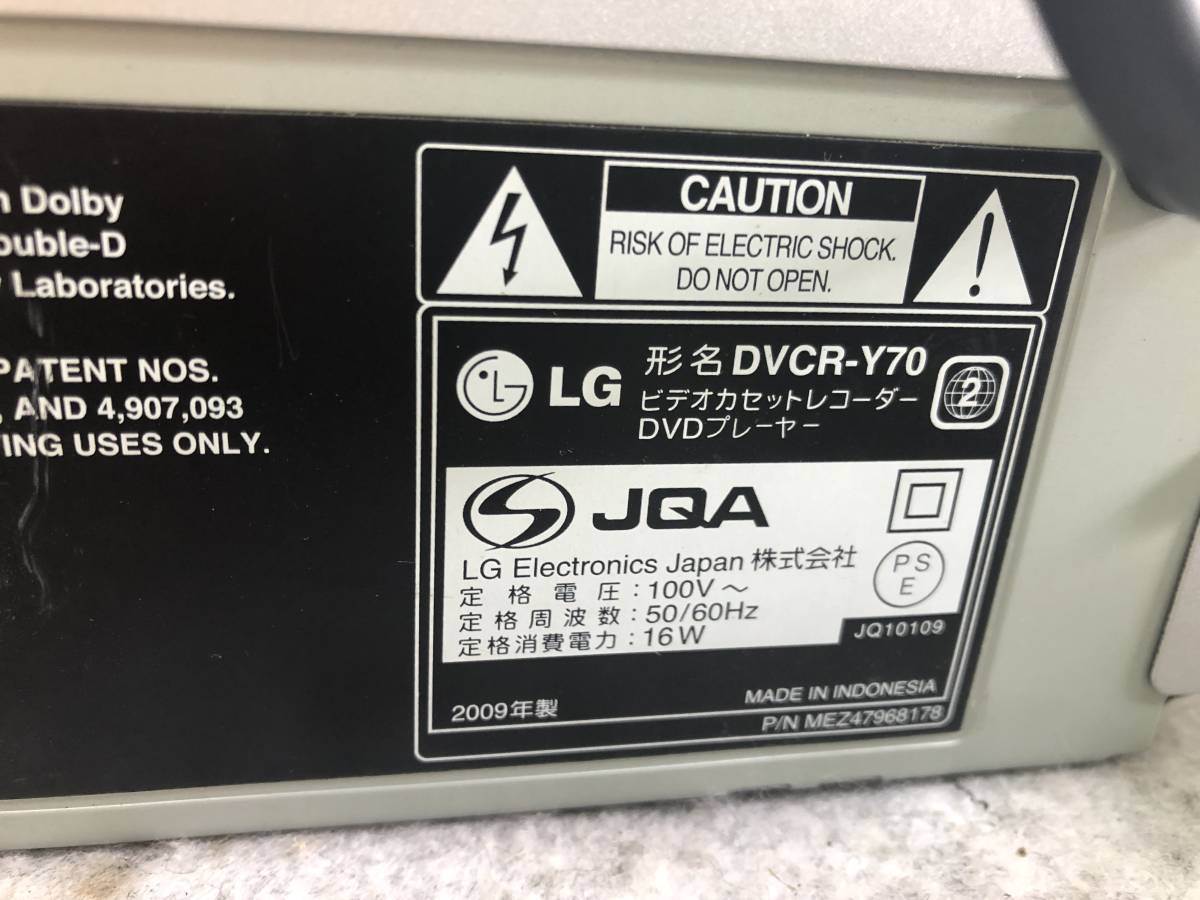 Dolby
Double-D
Laboratories.
PATENT NOS.
, AND 4,907,093
USES ONLY.
CAUTION
RISK OF ELECTRIC SHOCK.
DO NOT OPEN.
LG 形名 DVCR-Y70
ビデオカセットレコーダー
DVDプレーヤー
2
JQA
LG Electronics Japan 株式会社
定格電圧:100V～
定格周波数:50/60Hz
定格消費電力:16W
PS
E
JQ10109
2009年製
MADE IN INDONESIA
P/N MEZ47968178